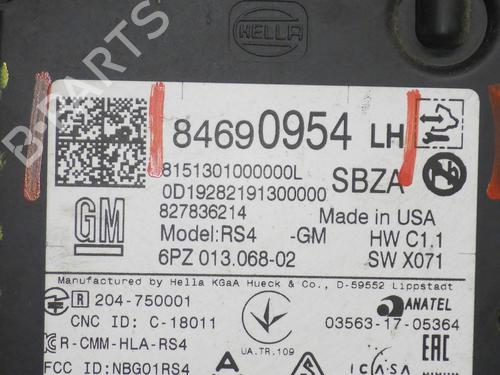 HELLA
B-PARTS
84690954 LH
8151301000000L
0D19282191300000
SBZA
827836214
Made in USA
GM
Model:RS4 -GM
HW C1.1
6PZ 013.068-02
SW X071
Manufactured by Hella KGaA Hueck & Co., D-59552 Lippstadt
R 204-750001
ANATEL
CNC ID: C-18011
03563-17-05364
R-CMM-HLA-RS4
UA.TR.109
EAC
FCC ID:NBG01RS4
ICASA